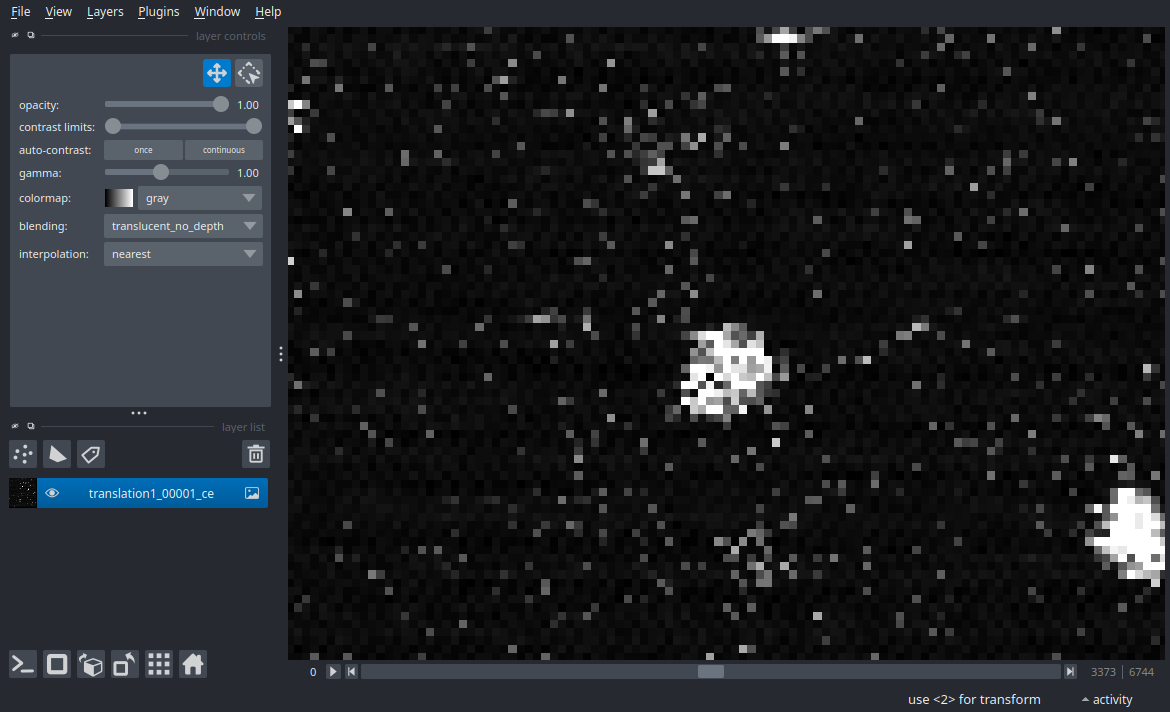 File View Layers Plugins Window Help
layer controls
opacity: 1.00
contrast limits:
auto-contrast: once continuous
gamma: 1.00
colormap: gray
blending: translucent_no_depth
interpolation: nearest
layer list
translation1_00001_ce
0 3373 | 6744
use <2> for transform activity